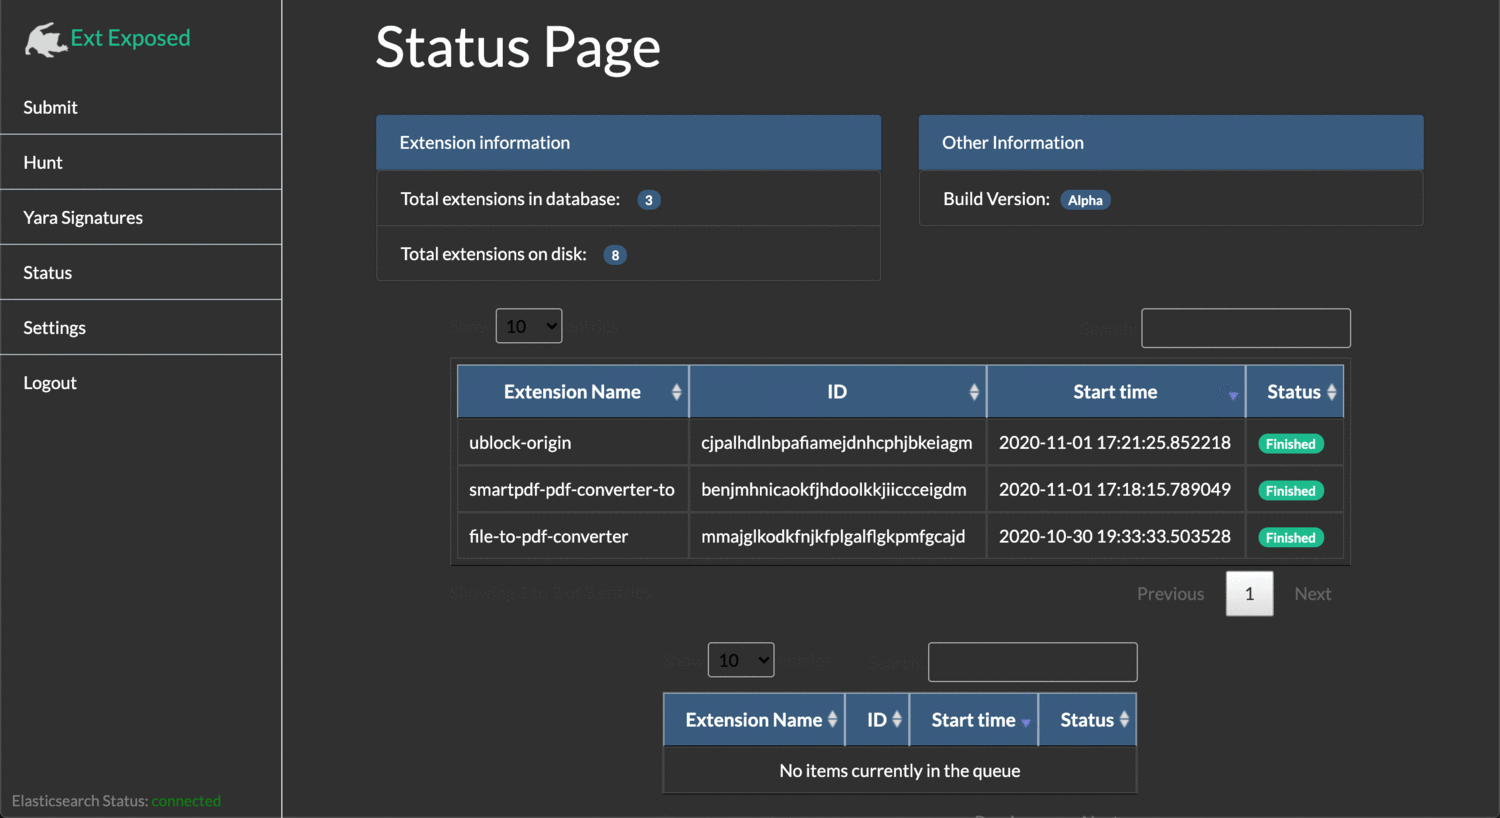 Ext Exposed
Submit
Hunt
Yara Signatures
Status
Settings
Logout
Elasticsearch Status: connected
Status Page
Extension information
Total extensions in database: 3
Total extensions on disk: 8
Other Information
Build Version: Alpha
Show 10 entries
Search:
Extension Name ID Start time Status
ublock-origin cjpalhdlnbpafiamejdnhcphjbkeiagm 2020-11-01 17:21:25.852218 Finished
smartpdf-pdf-converter-to benjmhnicaokfjhdoolkkjiiccceigdm 2020-11-01 17:18:15.789049 Finished
file-to-pdf-converter mmajglkodkfnjkfplgalflgkpmfgcajd 2020-10-30 19:33:33.503528 Finished
Showing 1 to 3 of 3 entries
Previous 1 Next
Show 10 entries
Search:
Extension Name ID Start time Status
No items currently in the queue